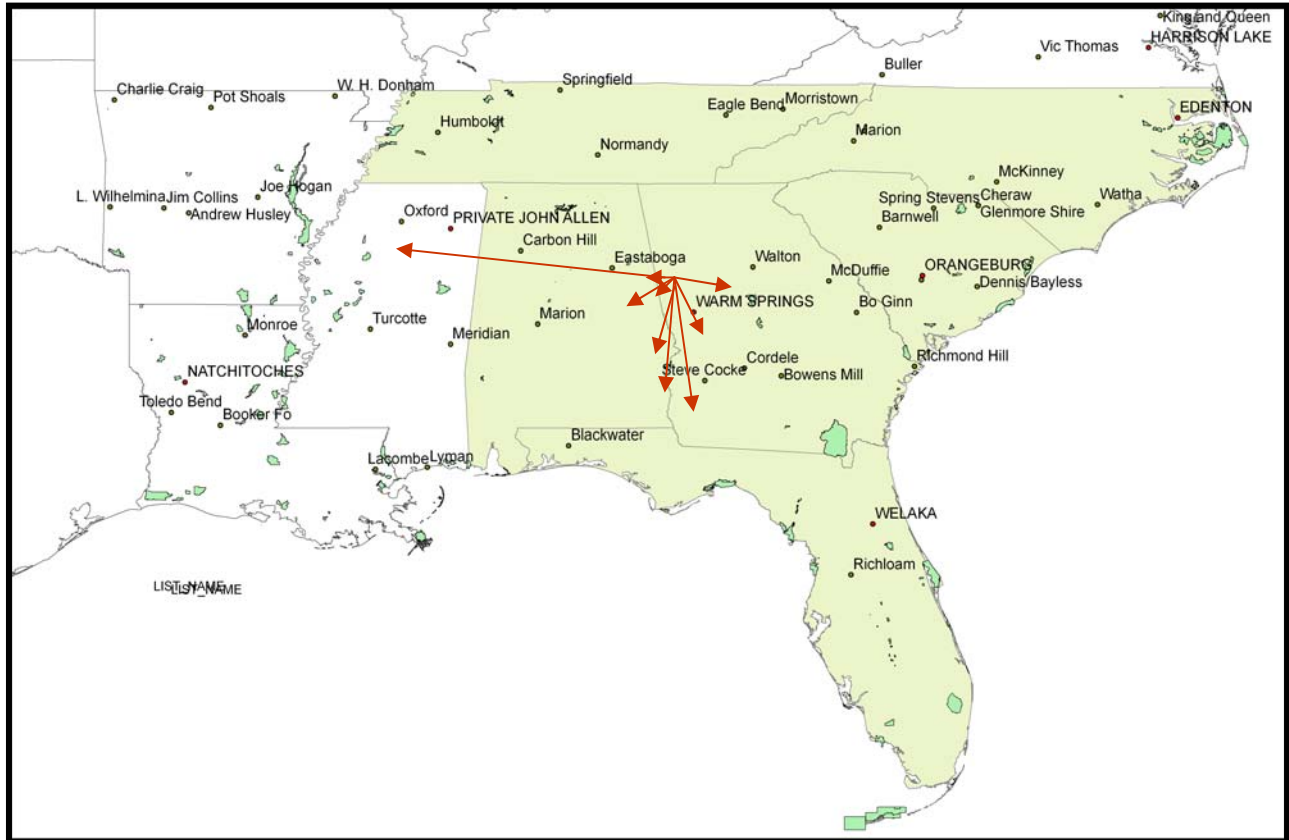 King and Queen
HARRISON LAKE
Vic Thomas
Buller
Springfield
W. H. Donham
Charlie Craig
Pot Shoals
Eagle Bend
Morristown
EDENTON
Humboldt
Marion
Normandy
McKinney
Joe Hogan
L. Wilhelmina
Jim Collins
Andrew Husley
Spring Stevens
Cheraw
Watha
Glenmore Shire
Oxford
PRIVATE JOHN ALLEN
Barnwell
Carbon Hill
Eastaboga
Walton
McDuffie
ORANGEBURG
Dennis/Bayless
WARM SPRINGS
Bo Ginn
Marion
Turcotte
Monroe
Meridian
Richmond Hill
Cordele
Steve Cocke
Bowens Mill
NATCHITOCHES
Toledo Bend
Booker Fo
Blackwater
Lacombe
Lyman
WELAKA
Richloam
LIST_NAME
LIST_NAME